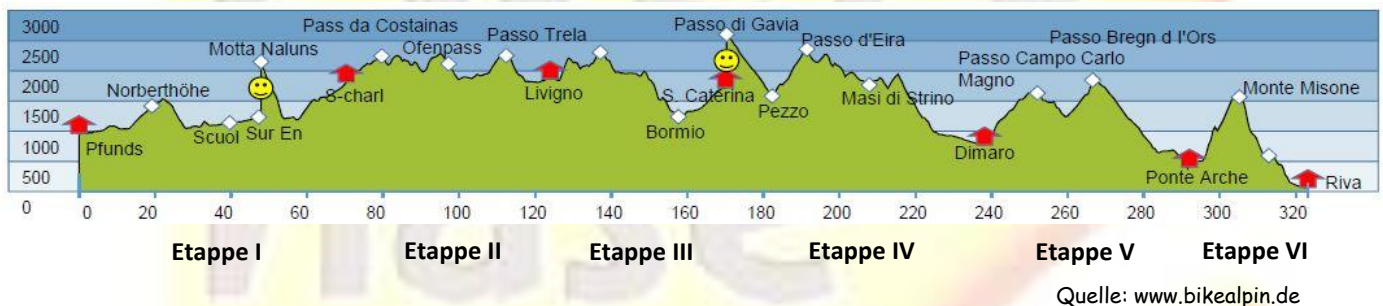 3000
2500
2000
1500
1000
500
0
Pass da Costainas
Passo di Gavia
Motta Naluns
Ofenpass
Passo Trela
Passo d'Eira
Passo Bregn d l'Ors
Norberthöhe
Passo Campo Carlo
Magno
S-charl
Livigno
S. Caterina
Masi di Strino
Monte Misone
Pfunds
Scuol
Sur En
Bormio
Pezzo
Dimaro
Ponte Arche
Riva
0 20 40 60 80 100 120 140 160 180 200 220 240 260 280 300 320
Etappe I Etappe II Etappe III Etappe IV Etappe V Etappe VI
Quelle: www.bikealpin.de